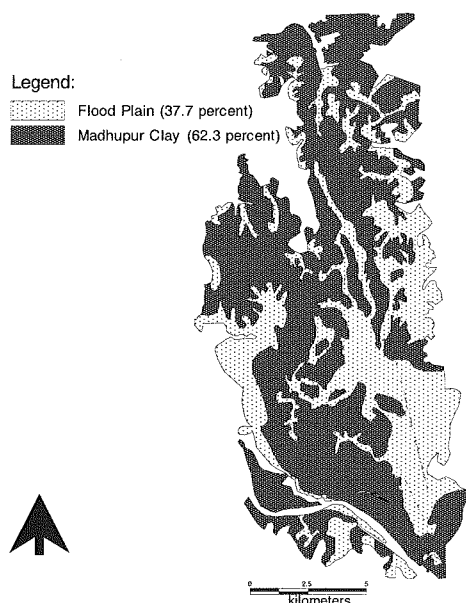 Legend:
Flood Plain (37.7 percent)
Madhupur Clay (62.3 percent)
0 2.5 5
kilometers